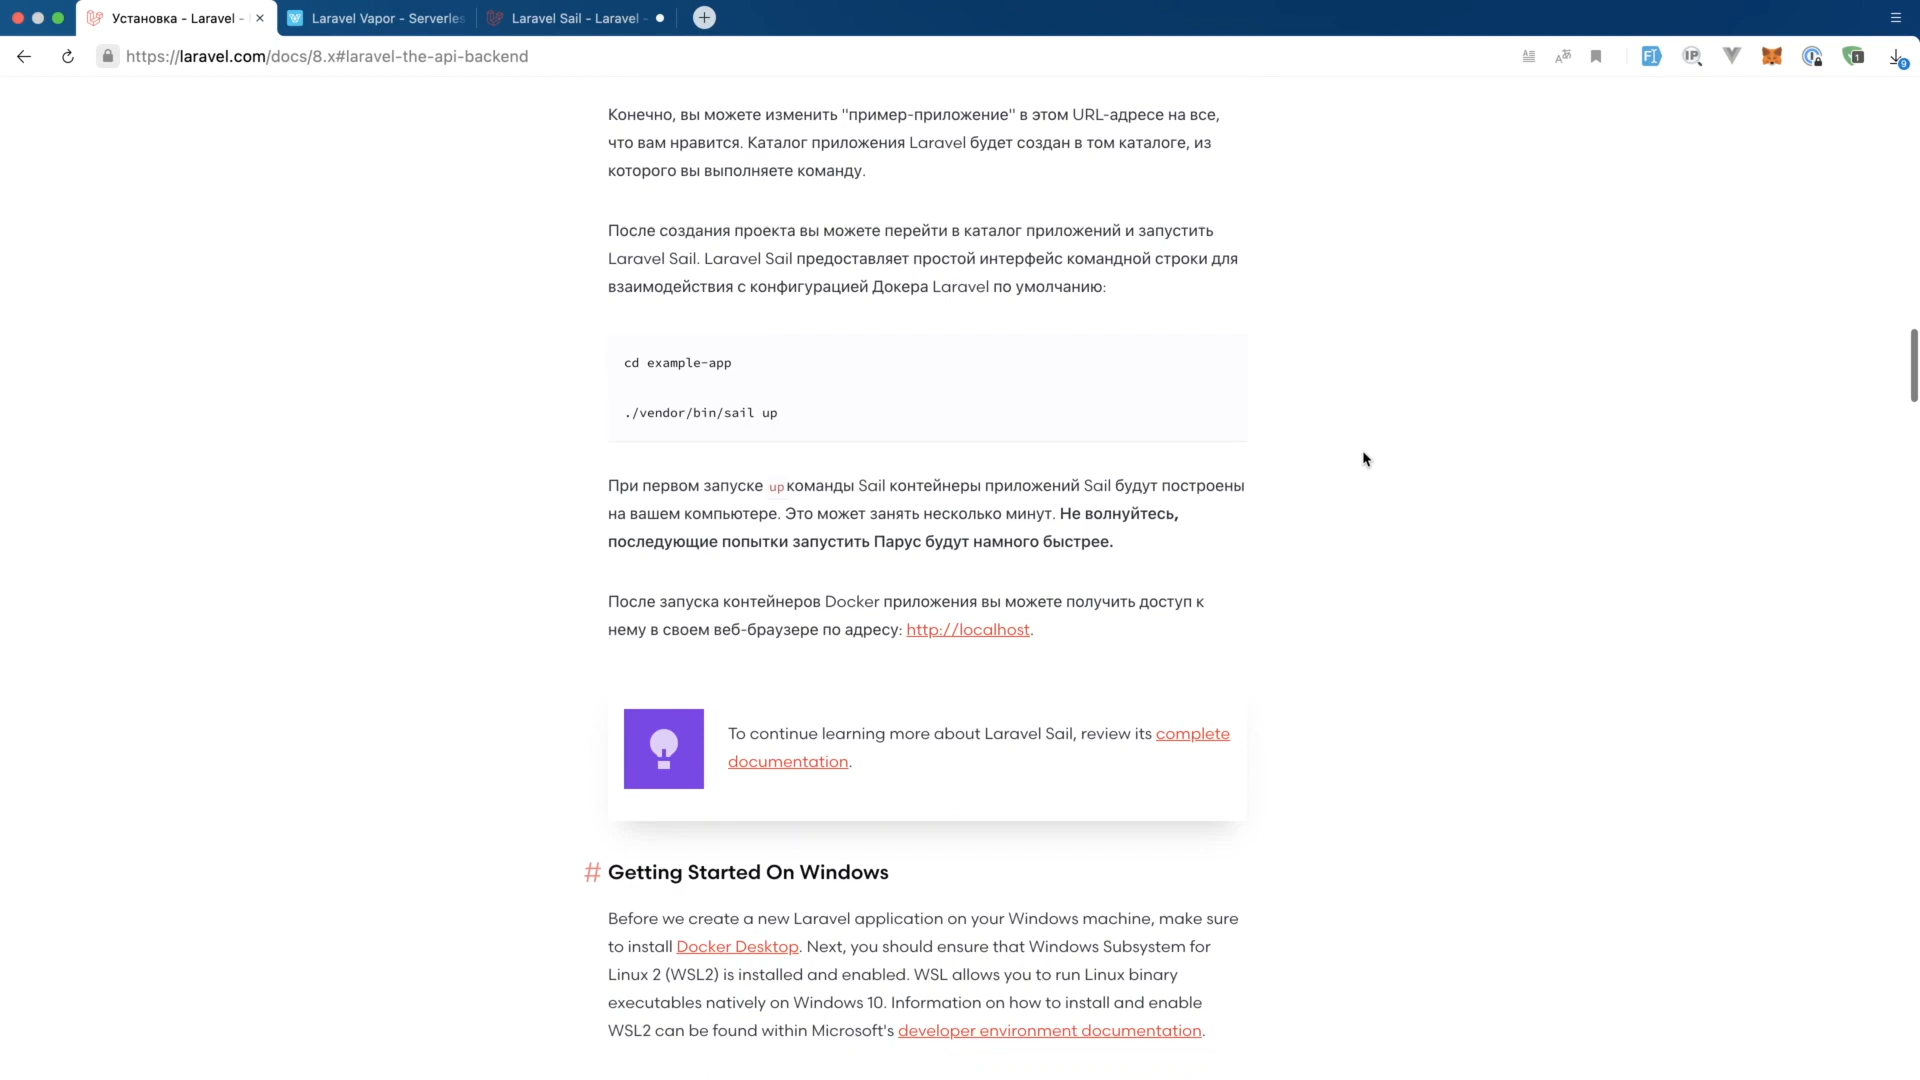 Установка - Laravel -
Laravel Vapor - Serverles
Laravel Sail - Laravel -
https://laravel.com/docs/8.x#laravel-the-api-backend
FI
IP
1
9
Конечно, вы можете изменить "пример-приложение" в этом URL-адресе на все,
что вам нравится. Каталог приложения Laravel будет создан в том каталоге, из
которого вы выполняете команду.
После создания проекта вы можете перейти в каталог приложений и запустить
Laravel Sail. Laravel Sail предоставляет простой интерфейс командной строки для
взаимодействия с конфигурацией Докера Laravel по умолчанию:
cd example-app
./vendor/bin/sail up
При первом запуске up команды Sail контейнеры приложений Sail будут построены
на вашем компьютере. Это может занять несколько минут. Не волнуйтесь,
последующие попытки запустить Парус будут намного быстрее.
После запуска контейнеров Docker приложения вы можете получить доступ к
нему в своем веб-браузере по адресу: http://localhost.
To continue learning more about Laravel Sail, review its complete
documentation.
# Getting Started On Windows
Before we create a new Laravel application on your Windows machine, make sure
to install Docker Desktop. Next, you should ensure that Windows Subsystem for
Linux 2 (WSL2) is installed and enabled. WSL allows you to run Linux binary
executables natively on Windows 10. Information on how to install and enable
WSL2 can be found within Microsoft's developer environment documentation.